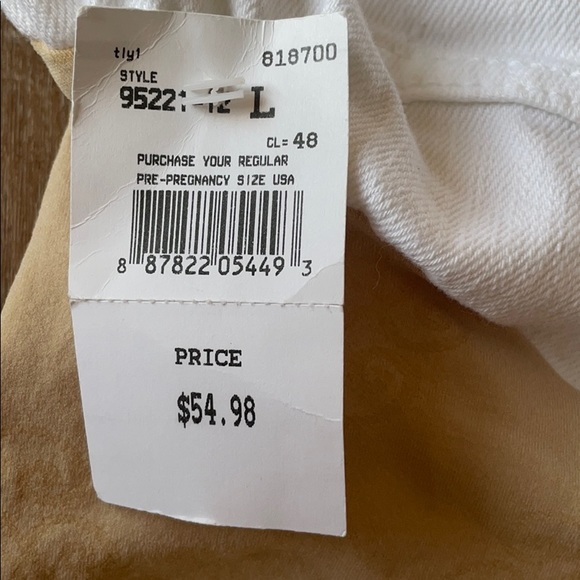 tly1 818700
STYLE
95221 L
CL= 48
PURCHASE YOUR REGULAR
PRE-PREGNANCY SIZE USA
8 87822 05449 3
PRICE
$54.98